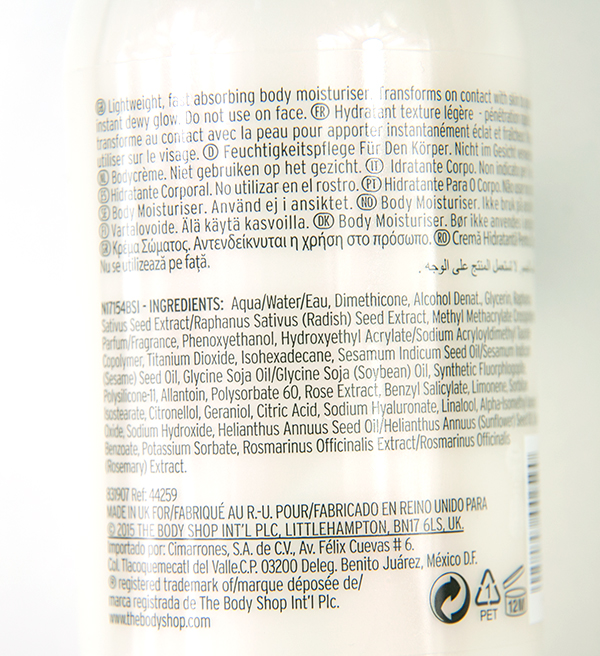 GB Lightweight, fast absorbing body moisturiser. Transforms on contact with skin to
instant dewy glow. Do not use on face. FR Hydratant texture légère - pénétration
transforme au contact avec la peau pour apporter instantanément éclat et fraîcheur
utiliser sur le visage. D Feuchtigkeitspflege Für Den Körper. Nicht im Gesicht
NL Bodycrème. Niet gebruiken op het gezicht. IT Idratante Corpo. Non indicato per
Hidratante Corporal. No utilizar en el rostro. PT Hidratante Para O Corpo. Não
Body Moisturiser. Använd ej i ansiktet. NO Body Moisturiser. Ikke bruk på
FI Vartalovoide. Älä käytä kasvoilla. DK Body Moisturiser. Bør ikke anvendes
Κρεμα Σώματος. Αντενδείκνυται η χρήση στο πρόσωπο. RO Cremă Hidratantă
Nu se utilizează pe față. لا تستعمل المنتج على الوجه .
N17154BSI - INGREDIENTS: Aqua/Water/Eau, Dimethicone, Alcohol Denat., Glycerin,
Sativus Seed Extract/Raphanus Sativus (Radish) Seed Extract, Methyl Methacrylate
Parfum/Fragrance, Phenoxyethanol, Hydroxyethyl Acrylate/Sodium Acryloyldimethyl
Copolymer, Titanium Dioxide, Isohexadecane, Sesamum Indicum Seed Oil/Sesamum
(Sesame) Seed Oil, Glycine Soja Oil/Glycine Soja (Soybean) Oil, Synthetic Fluorphlogopite,
Polysilicone-11, Allantoin, Polysorbate 60, Rose Extract, Benzyl Salicylate, Limonene, Sorbitan
Isostearate, Citronellol, Geraniol, Citric Acid, Sodium Hyaluronate, Linalool, Alpha-Isomethyl
Oxide, Sodium Hydroxide, Helianthus Annuus Seed Oil/Helianthus Annuus (Sunflower) Seed
Benzoate, Potassium Sorbate, Rosmarinus Officinalis Extract/Rosmarinus Officinalis
(Rosemary) Extract.
831907 Ref: 44259
MADE IN UK FOR/FABRIQUÉ AU R.-U. POUR/FABRICADO EN REINO UNIDO PARA
© 2015 THE BODY SHOP INT'L PLC, LITTLEHAMPTON, BN17 6LS, UK.
Importado por: Cimarrones, S.A. de C.V., Av. Félix Cuevas # 6.
Col. Tlacoquemecatl del Valle.C.P. 03200 Deleg. Benito Juárez, México D.F.
® registered trademark of/marque déposée de/
marca registrada de The Body Shop Int'l Plc.
www.thebodyshop.com
1
PET
12M